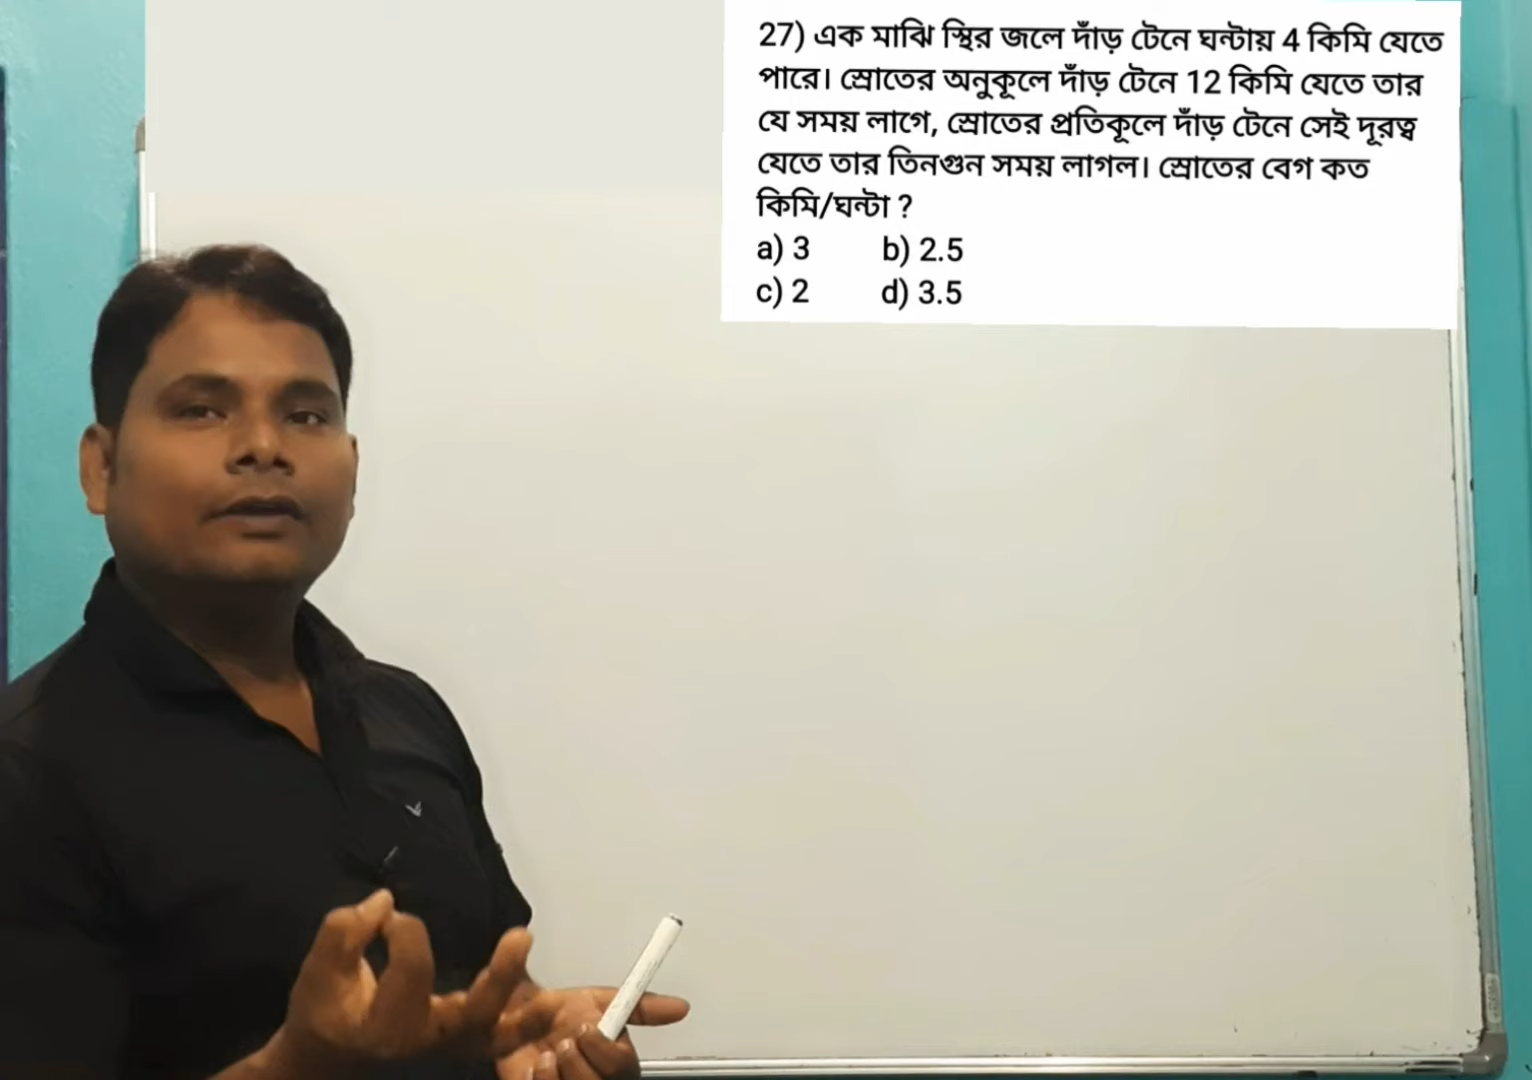 27) এক মাঝি স্থির জলে দাঁড় টেনে ঘন্টায় 4 কিমি যেতে
পারে। স্রোতের অনুকূলে দাঁড় টেনে 12 কিমি যেতে তার
যে সময় লাগে, স্রোতের প্রতিকূলে দাঁড় টেনে সেই দূরত্ব
যেতে তার তিনগুন সময় লাগল। স্রোতের বেগ কত
কিমি/ঘন্টা ?
a) 3 b) 2.5
c) 2 d) 3.5